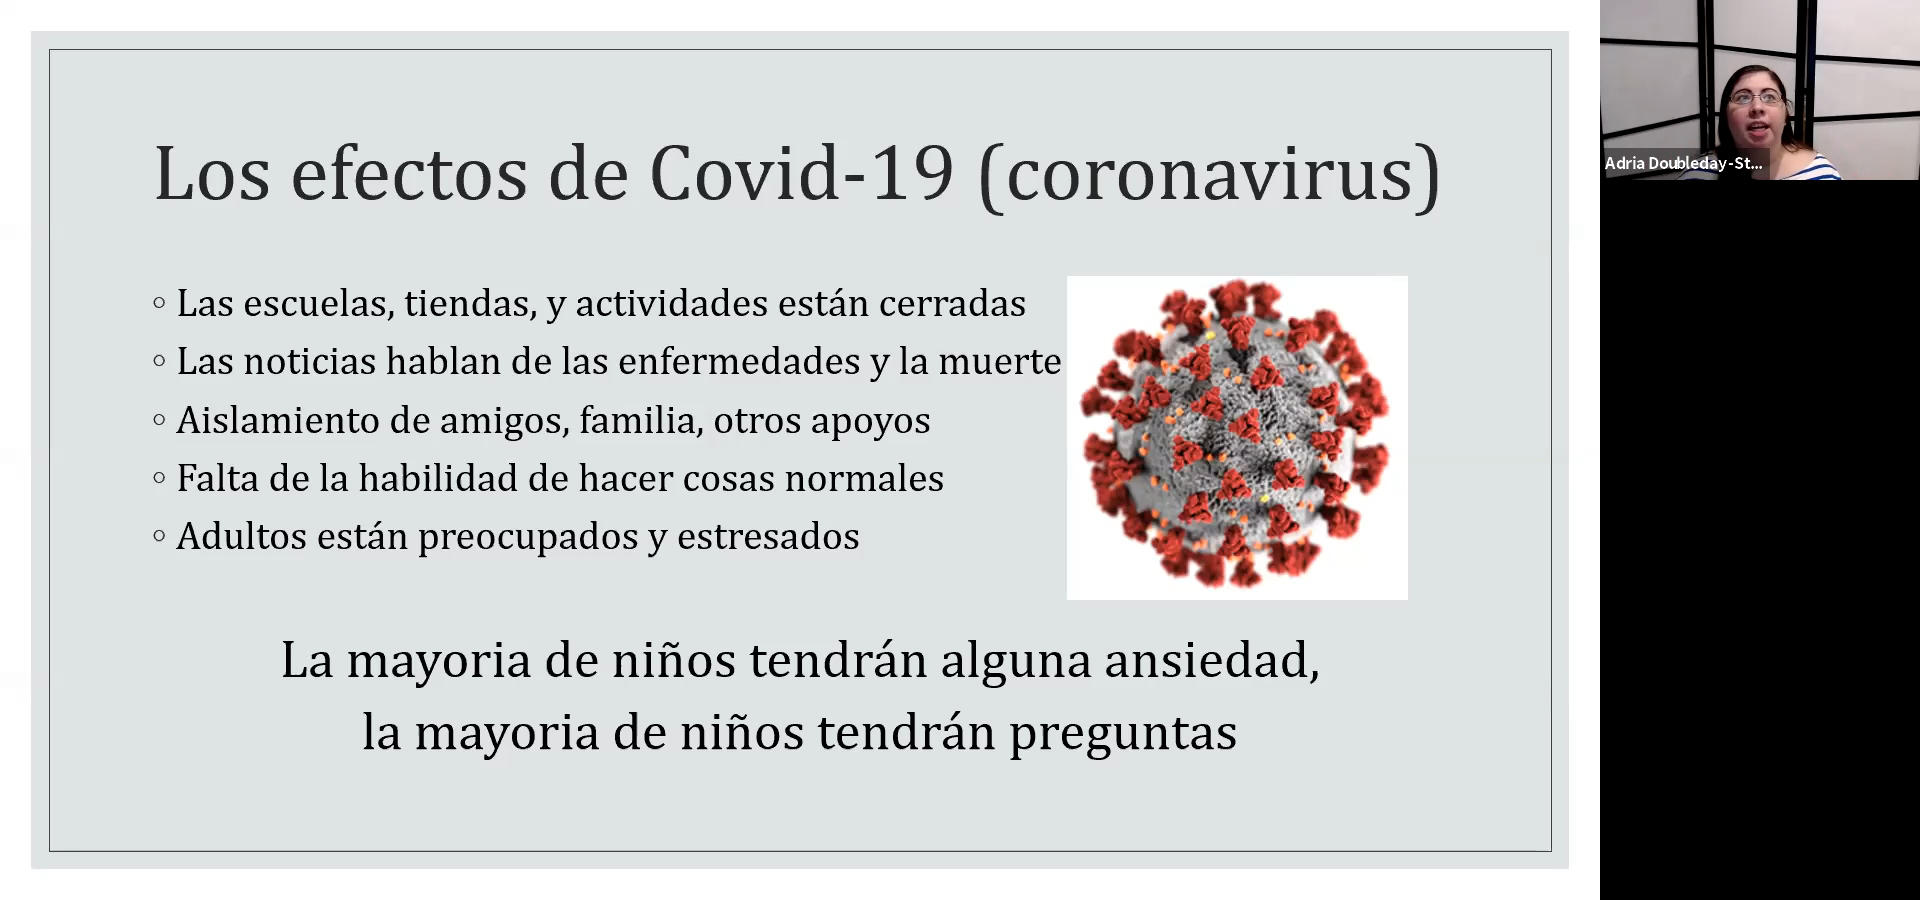 Los efectos de Covid-19 (coronavirus)
◦ Las escuelas, tiendas, y actividades están cerradas
◦ Las noticias hablan de las enfermedades y la muerte
◦ Aislamiento de amigos, familia, otros apoyos
◦ Falta de la habilidad de hacer cosas normales
◦ Adultos están preocupados y estresados
La mayoria de niños tendrán alguna ansiedad,
la mayoria de niños tendrán preguntas
Adria Doubleday-St...